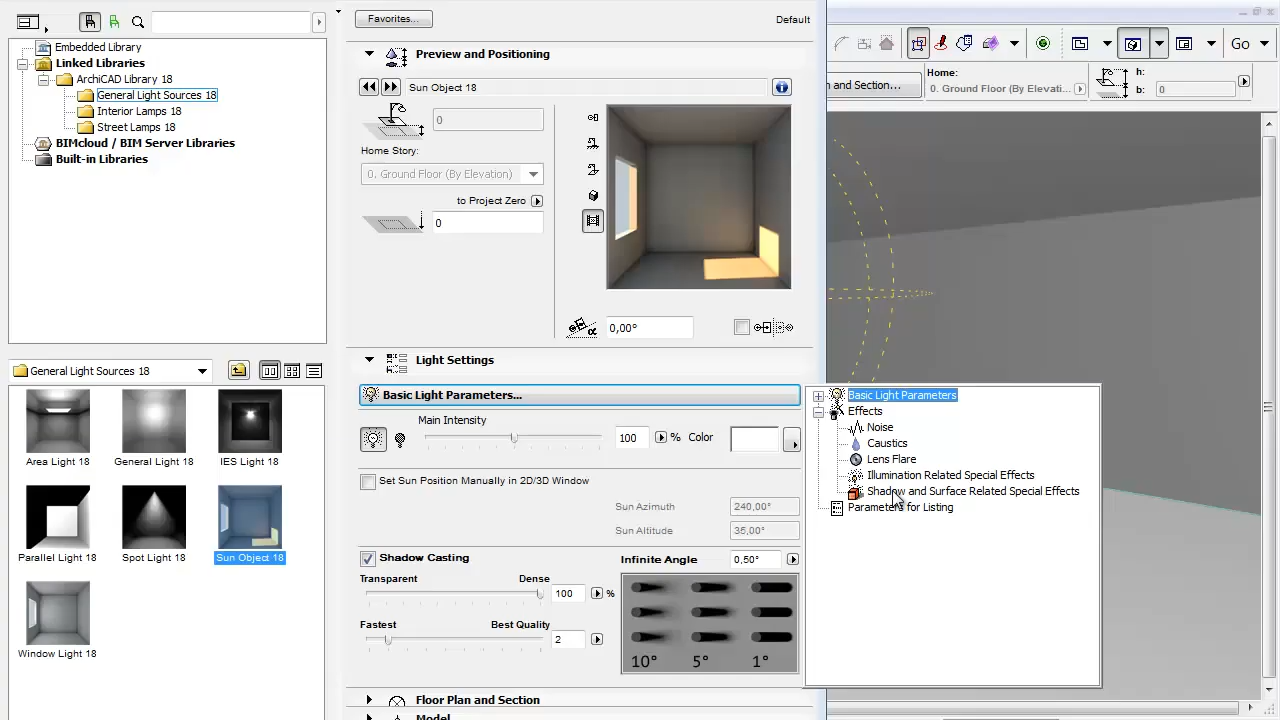 Favorites...
Default
Embedded Library
Linked Libraries
ArchiCAD Library 18
General Light Sources 18
Interior Lamps 18
Street Lamps 18
BIMcloud / BIM Server Libraries
Built-in Libraries
General Light Sources 18
Area Light 18
General Light 18
IES Light 18
Parallel Light 18
Spot Light 18
Sun Object 18
Window Light 18
Preview and Positioning
Sun Object 18
0
Home Story:
0. Ground Floor (By Elevation)
to Project Zero
0
α
0,00°
Light Settings
Basic Light Parameters...
Main Intensity
100
%
Color
Set Sun Position Manually in 2D/3D Window
Sun Azimuth
240,00°
Sun Altitude
35,00°
Shadow Casting
Infinite Angle
0,50°
Transparent
Dense
100
%
Fastest
Best Quality
2
10°
5°
1°
Floor Plan and Section
Model
Go
n and Section...
Home:
0. Ground Floor (By Elevati...
h:
b:
0
Basic Light Parameters
Effects
Noise
Caustics
Lens Flare
Illumination Related Special Effects
Shadow and Surface Related Special Effects
Parameters for Listing